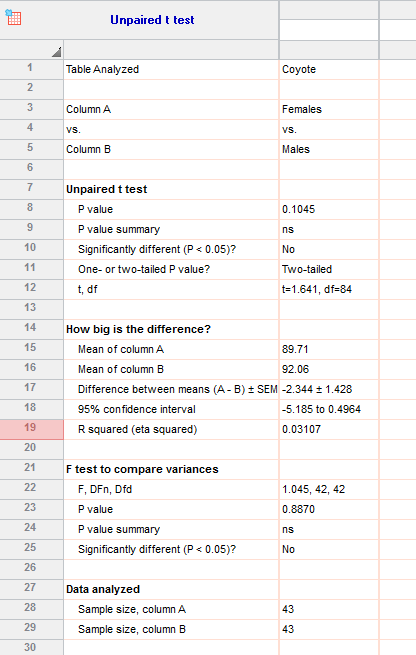 Unpaired t test
1 Table Analyzed Coyote
2
3 Column A Females
4 vs. vs.
5 Column B Males
6
7 Unpaired t test
8 P value 0.1045
9 P value summary ns
10 Significantly different (P < 0.05)? No
11 One- or two-tailed P value? Two-tailed
12 t, df t=1.641, df=84
13
14 How big is the difference?
15 Mean of column A 89.71
16 Mean of column B 92.06
17 Difference between means (A - B) ± SEM -2.344 ± 1.428
18 95% confidence interval -5.185 to 0.4964
19 R squared (eta squared) 0.03107
20
21 F test to compare variances
22 F, DFn, Dfd 1.045, 42, 42
23 P value 0.8870
24 P value summary ns
25 Significantly different (P < 0.05)? No
26
27 Data analyzed
28 Sample size, column A 43
29 Sample size, column B 43
30